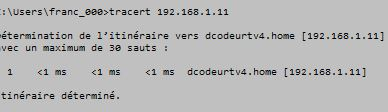 :\Users\franc_000>tracert 192.168.1.11
étermination de l'itinéraire vers dcodeurtv4.home [192.168.1.11]
avec un maximum de 30 sauts :
1 <1 ms <1 ms <1 ms dcodeurtv4.home [192.168.1.11]
tinéraire déterminé.